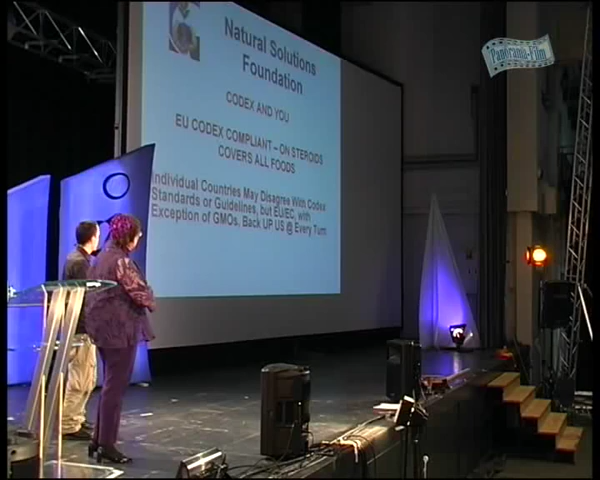 Natural Solutions
Foundation
CODEX AND YOU
EU CODEX COMPLIANT – ON STEROIDS
COVERS ALL FOODS
Individual Countries May Disagree With Codex
Standards or Guidelines, but EU/EC, with
Exception of GMOs, Back UP US @ Every Turn
Panorama-Film